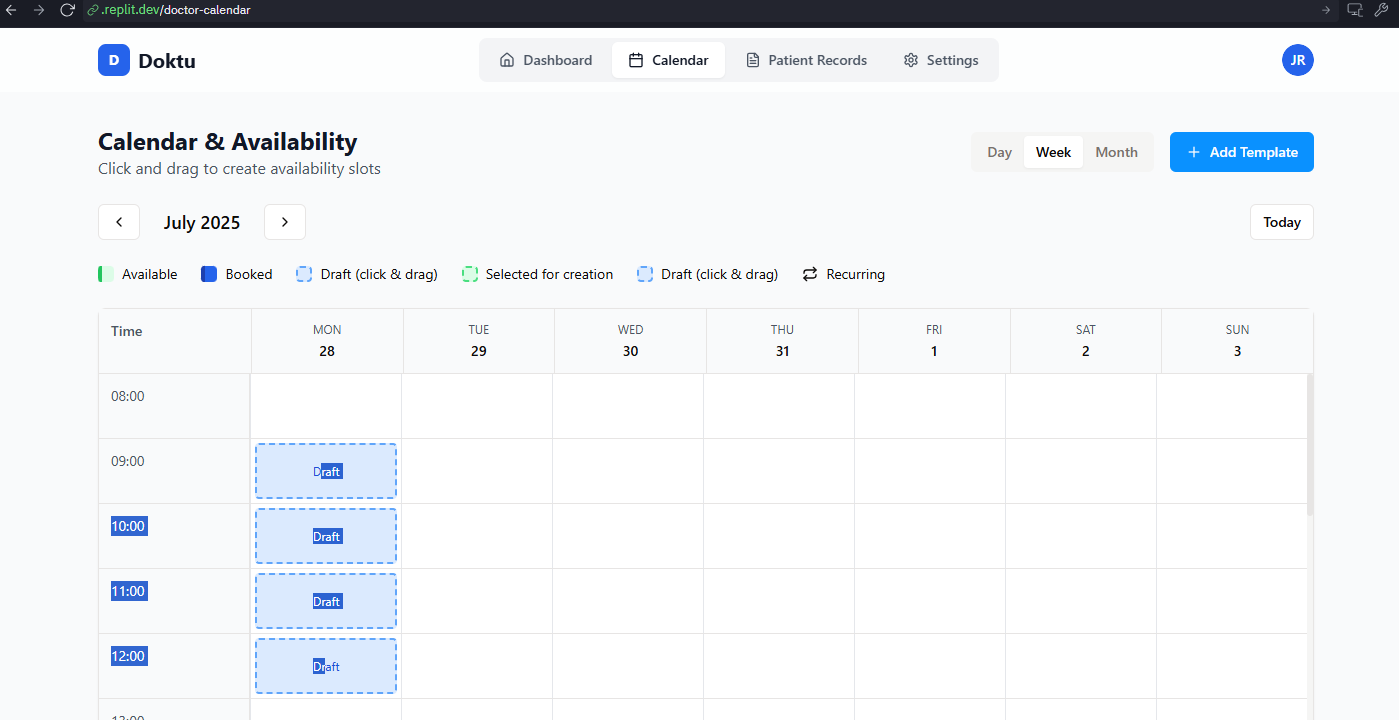 .replit.dev/doctor-calendar
D Doktu
Dashboard Calendar Patient Records Settings
JR
Calendar & Availability
Click and drag to create availability slots
Day Week Month
Add Template
July 2025
Today
Available Booked Draft (click & drag) Selected for creation Draft (click & drag) Recurring
Time MON TUE WED THU FRI SAT SUN
28 29 30 31 1 2 3
08:00
09:00 Draft
10:00 Draft
11:00 Draft
12:00 Draft
13:00